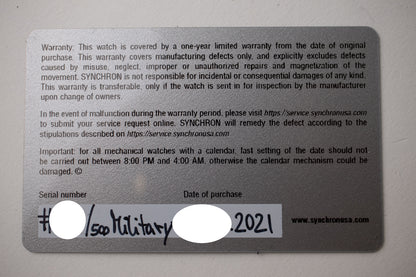 Warranty: This watch is covered by a one-year limited warranty from the date of original
purchase. This warranty covers manufacturing defects only, and explicitly excludes defects
caused by misuse, neglect, improper or unauthorized repairs and magnetization of the
movement. SYNCHRON is not responsible for incidental or consequential damages of any kind.
This warranty is transferable, only if the watch is sent in for inspection by the manufacturer
upon change of owners.
In the event of malfunction during the warranty period, please visit https://service.synchronusa.com
to submit your service request online. SYNCHRON will remedy the defect according to the
stipulations described on https://service.synchronusa.com
Important: for all mechanical watches with a calendar, fast setting of the date should not
be carried out between 8:00 PM and 4:00 AM, otherwise the calendar mechanism could be
damaged. ©
Serial number Date of purchase
# /500 Military .2021 www.synchronusa.com